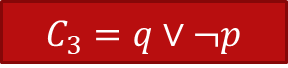 C₃ = q ∨ ¬p